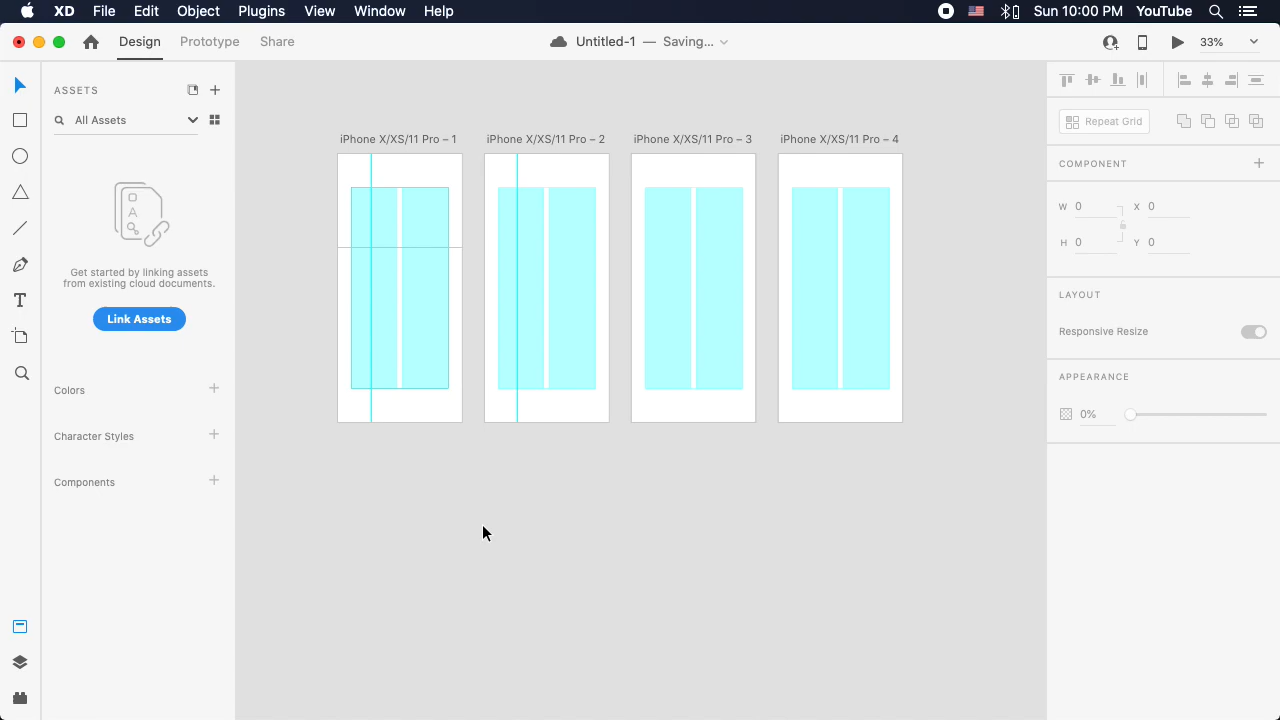 XD File Edit Object Plugins View Window Help Sun 10:00 PM YouTube
Design Prototype Share Untitled-1 — Saving... 33%
ASSETS
All Assets
Get started by linking assets
from existing cloud documents.
Link Assets
Colors
Character Styles
Components
iPhone X/XS/11 Pro – 1 iPhone X/XS/11 Pro – 2 iPhone X/XS/11 Pro – 3 iPhone X/XS/11 Pro – 4
Repeat Grid
COMPONENT
W 0 X 0
H 0 Y 0
LAYOUT
Responsive Resize
APPEARANCE
0%